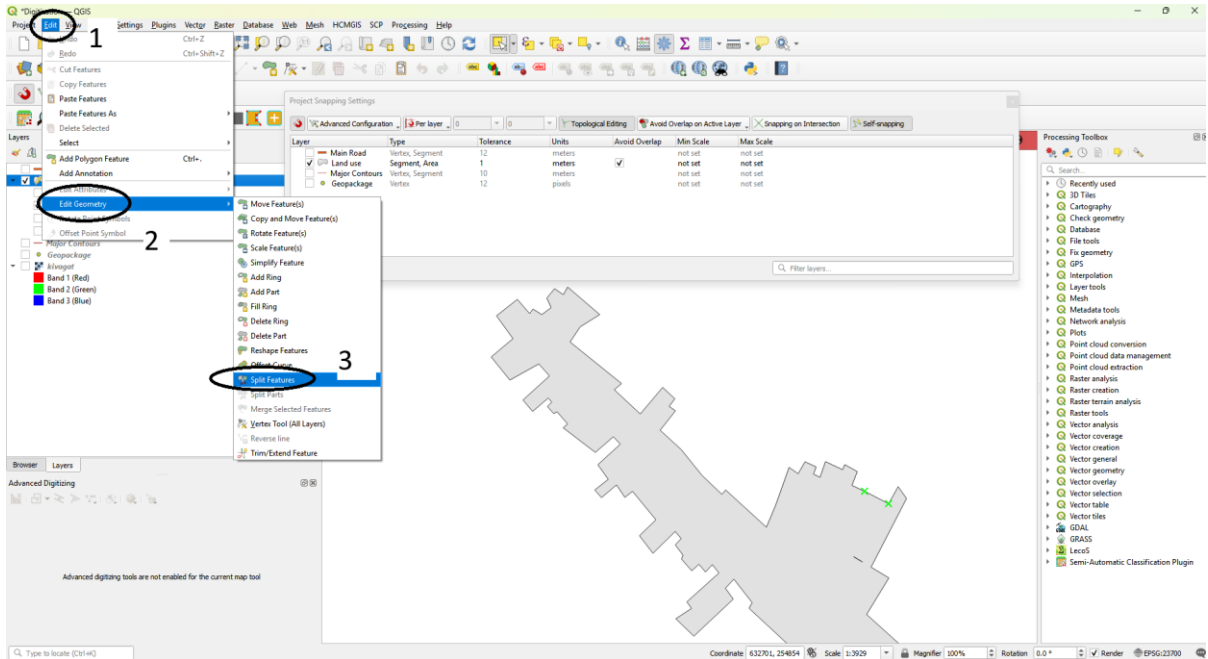 *Digitiz — QGIS
Project Edit View Settings Plugins Vector Raster Database Web Mesh HCMGIS SCP Processing Help
1
Undo Ctrl+Z
Redo Ctrl+Shift+Z
Cut Features
Copy Features
Paste Features
Paste Features As
Delete Selected
Select
Add Polygon Feature Ctrl+.
Add Annotation
Edit Attributes
Edit Geometry
Rotate Point Symbols
Offset Point Symbol
2
Move Feature(s)
Copy and Move Feature(s)
Rotate Feature(s)
Scale Feature(s)
Simplify Feature
Add Ring
Add Part
Fill Ring
Delete Ring
Delete Part
Reshape Features
Offset Curve
3
Split Features
Split Parts
Merge Selected Features
Vertex Tool (All Layers)
Reverse line
Trim/Extend Feature
Project Snapping Settings
Advanced Configuration Per layer 0 0 Topological Editing Avoid Overlap on Active Layer Snapping on Intersection Self-snapping
Layer Type Tolerance Units Avoid Overlap Min Scale Max Scale
Main Road Vertex, Segment 12 meters not set not set
Land use Segment, Area 1 meters not set not set
Major Contours Vertex, Segment 10 meters not set not set
Geopackage Vertex 12 pixels not set not set
Filter layers...
Layers
Major Contours
Geopackage
kivagat
Band 1 (Red)
Band 2 (Green)
Band 3 (Blue)
Browser Layers
Advanced Digitizing
Advanced digitizing tools are not enabled for the current map tool
Processing Toolbox
Search...
Recently used
3D Tiles
Cartography
Check geometry
Database
File tools
Fix geometry
GPS
Interpolation
Layer tools
Mesh
Metadata tools
Network analysis
Plots
Point cloud conversion
Point cloud data management
Point cloud extraction
Raster analysis
Raster creation
Raster terrain analysis
Raster tools
Vector analysis
Vector coverage
Vector creation
Vector general
Vector geometry
Vector overlay
Vector selection
Vector table
Vector tiles
GDAL
GRASS
LecoS
Semi-Automatic Classification Plugin
Type to locate (Ctrl+K)
Coordinate 632701, 254854 Scale 1:3929 Magnifier 100% Rotation 0.0 ° Render EPSG:23700